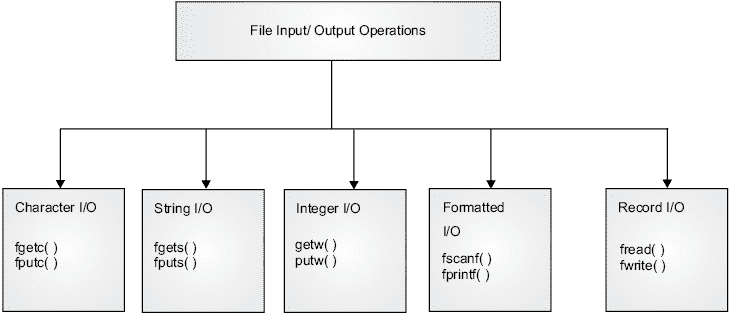 File Input/ Output Operations
Character I/O
fgetc( )
fputc( )
String I/O
fgets( )
fputs( )
Integer I/O
getw( )
putw( )
Formatted
I/O
fscanf( )
fprintf( )
Record I/O
fread( )
fwrite( )